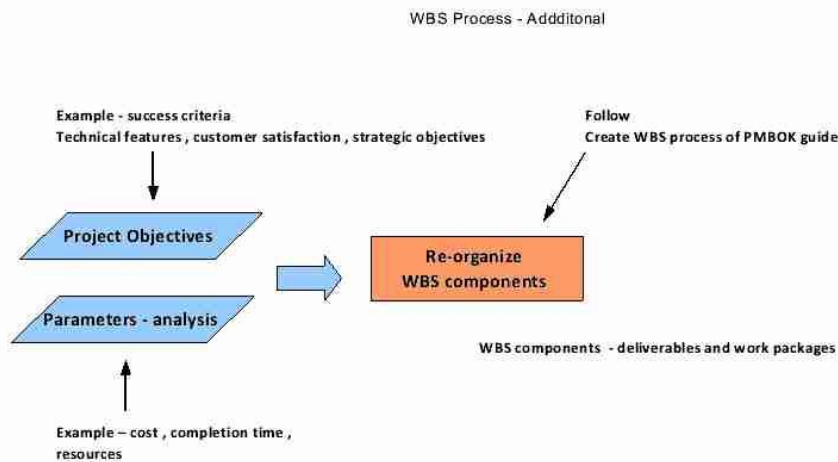 WBS Process - Addditonal
Example - success criteria
Technical features , customer satisfaction , strategic objectives
Follow
Create WBS process of PMBOK guide
Project Objectives
Re-organize
WBS components
Parameters - analysis
WBS components - deliverables and work packages
Example – cost , completion time ,
resources